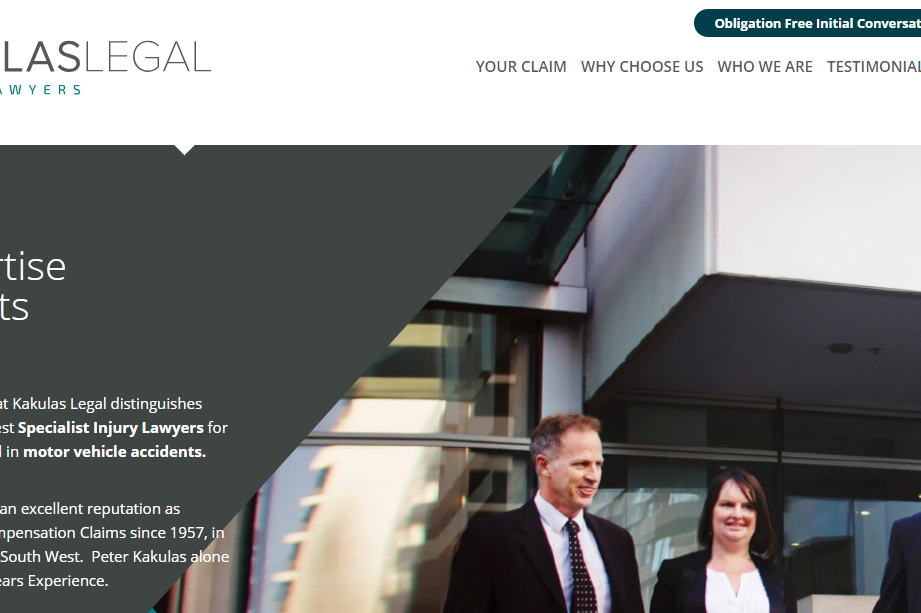 Obligation Free Initial Conversat
LASLEGAL
AWYERS
YOUR CLAIM WHY CHOOSE US WHO WE ARE TESTIMONIAL
rtise
ts
at Kakulas Legal distinguishes
est Specialist Injury Lawyers for
d in motor vehicle accidents.
an excellent reputation as
mpensation Claims since 1957, in
South West. Peter Kakulas alone
ears Experience.